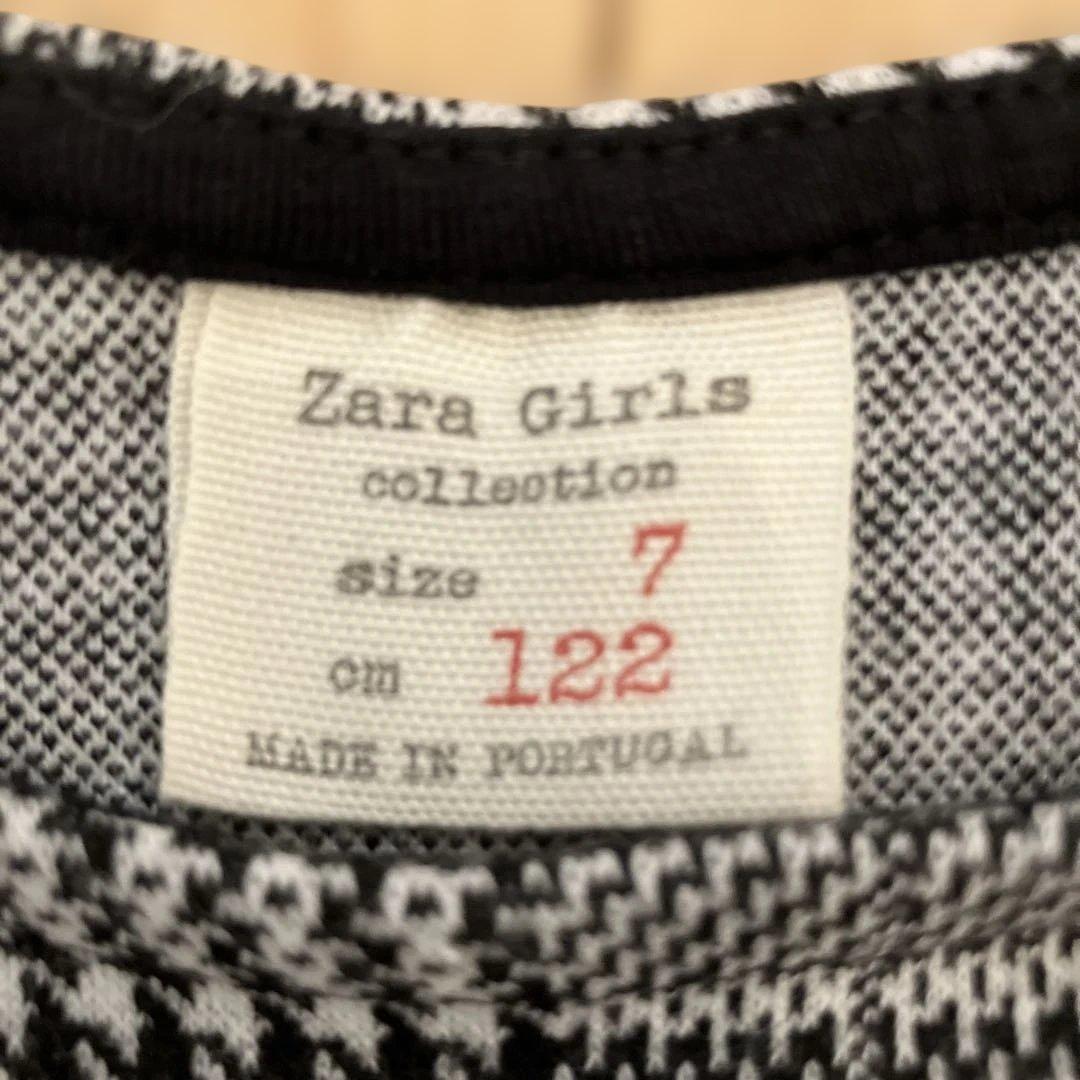 Zara Girls
collection
size 7
cm 122
MADE IN PORTUGAL